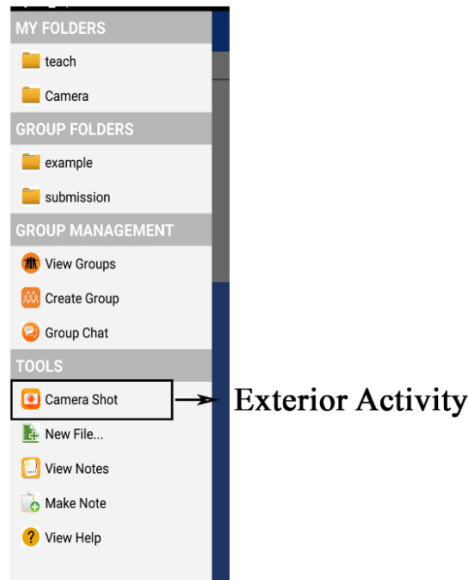 MY FOLDERS
teach
Camera
GROUP FOLDERS
example
submission
GROUP MANAGEMENT
View Groups
Create Group
Group Chat
TOOLS
Camera Shot
Exterior Activity
New File...
View Notes
Make Note
View Help